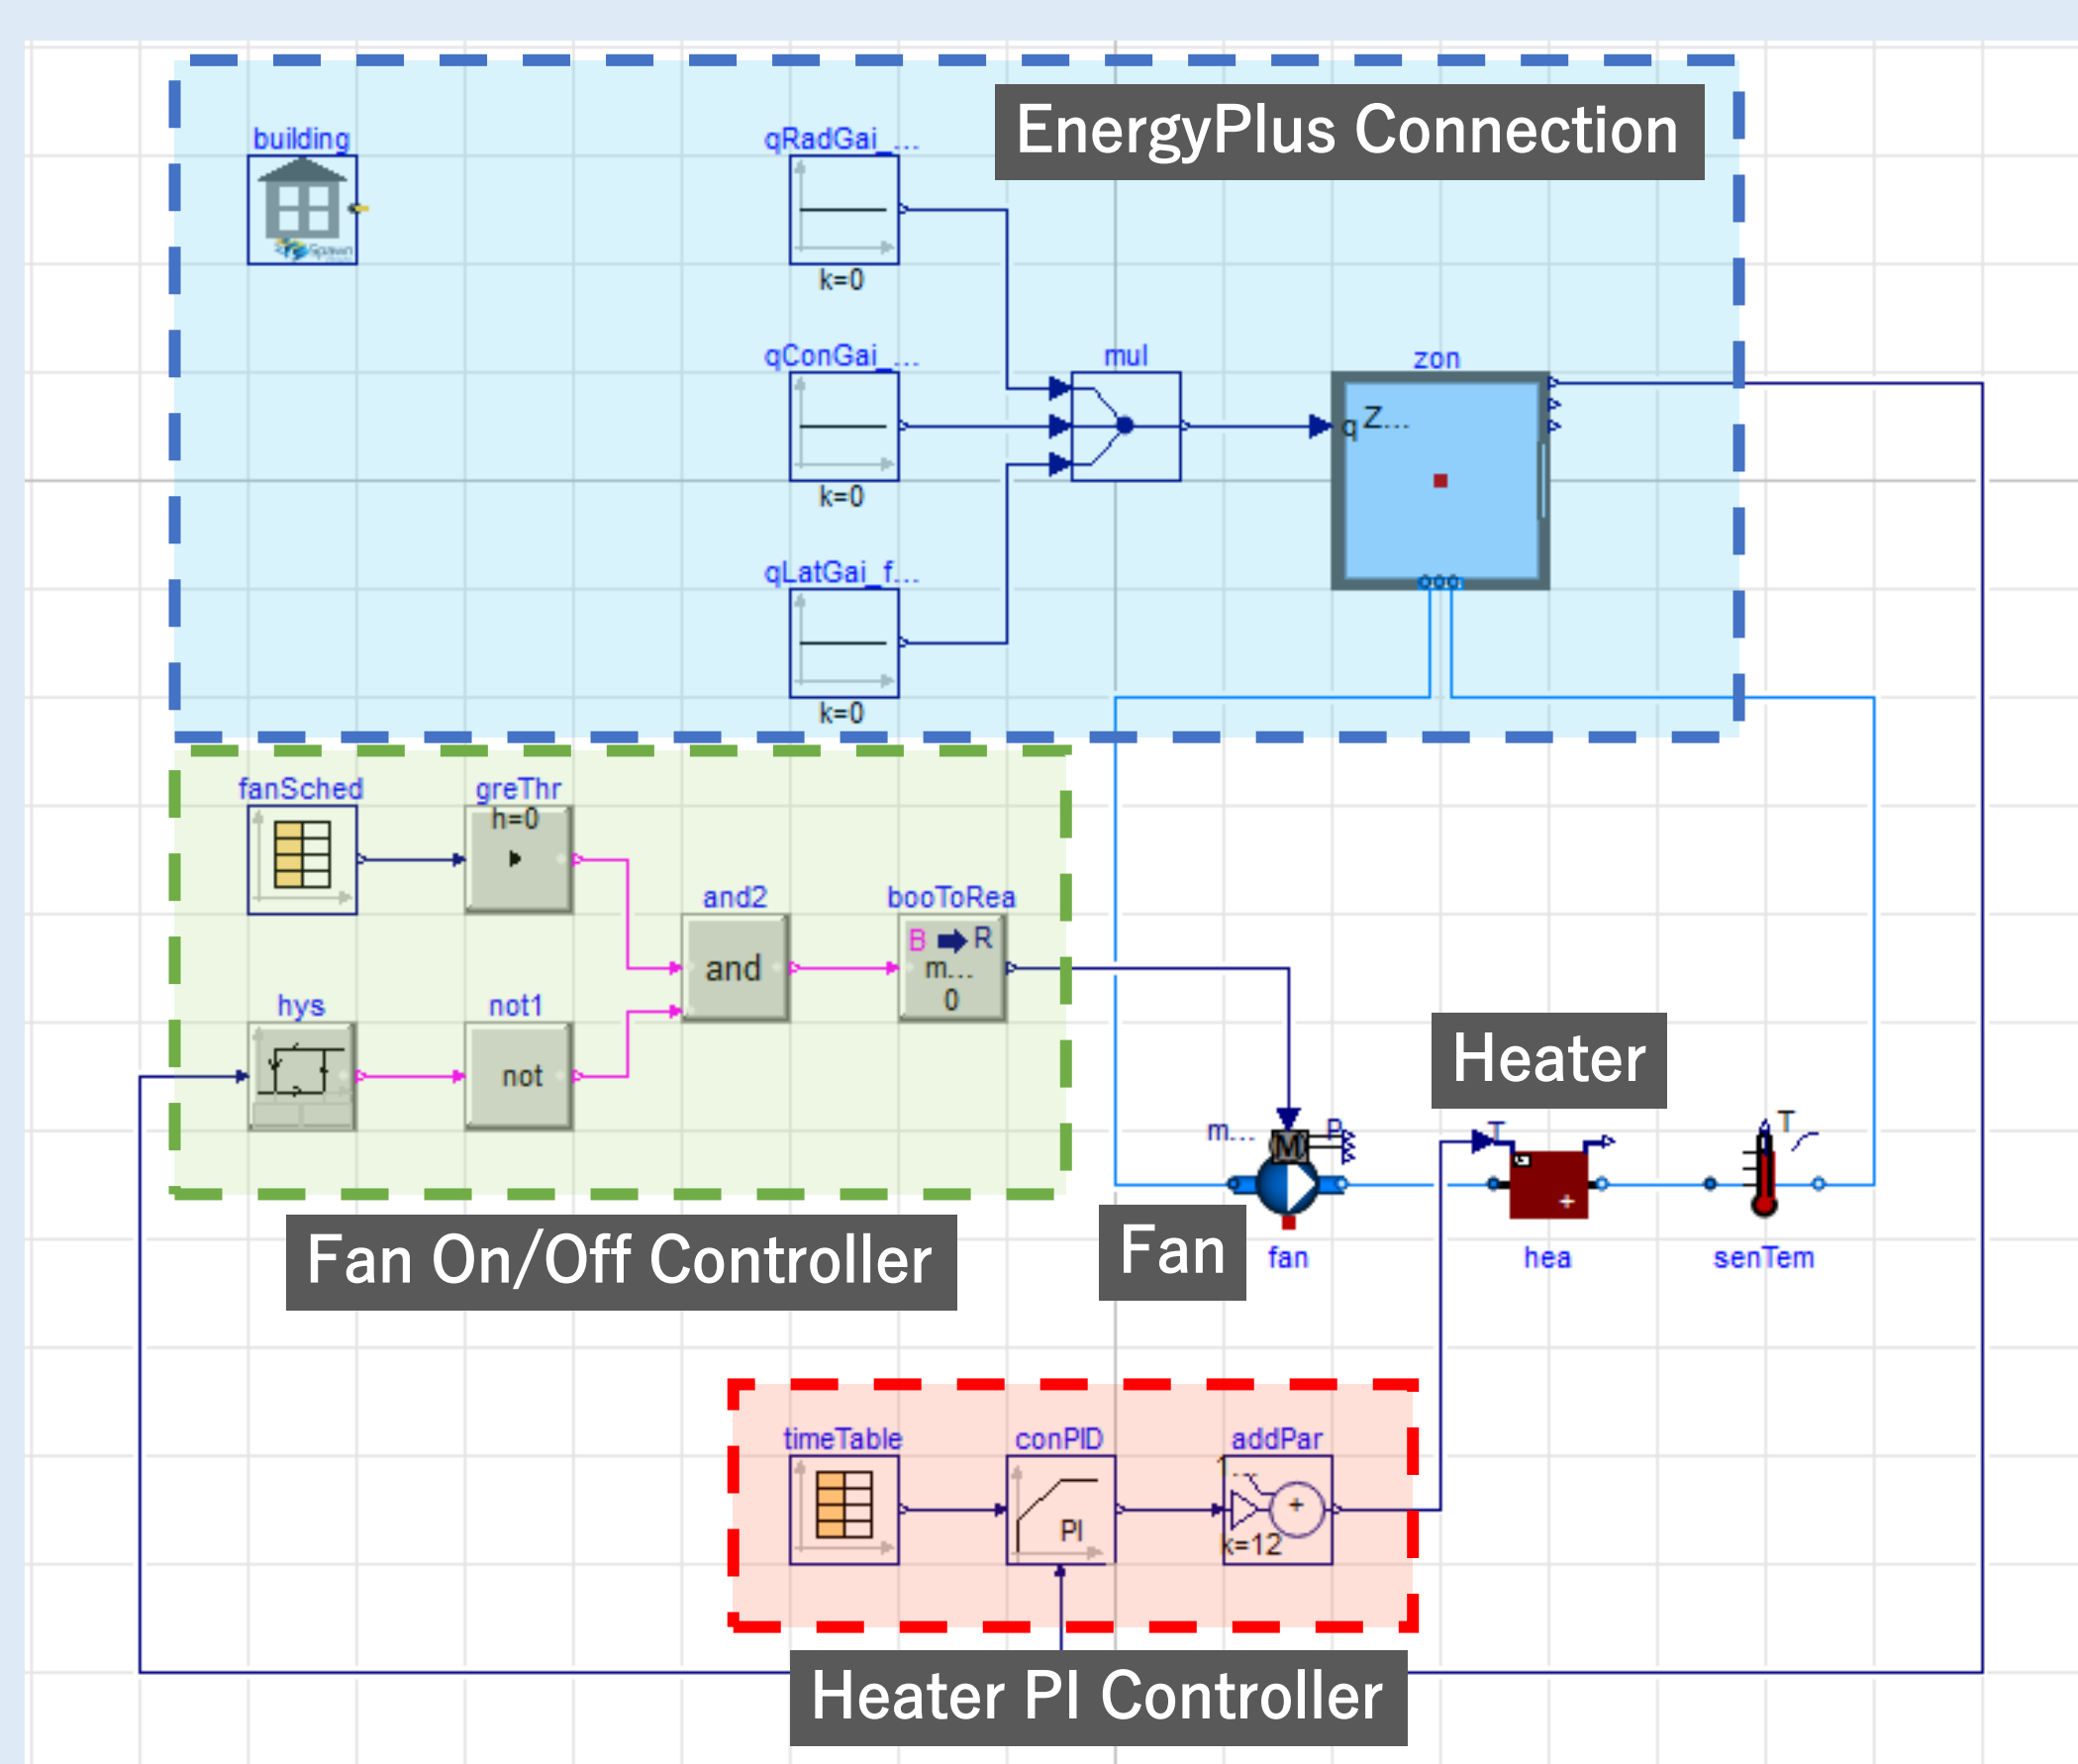 EnergyPlus Connection
building
Spawn
qRadGai_...
k=0
qConGai_...
k=0
mul
zon
q Z...
qLatGai_f...
k=0
fanSched
greThr
h=0
and2
and
booToRea
B R
m...
0
hys
not1
not
Heater
m...
M
P
T
+
T
Fan On/Off Controller
Fan
fan
hea
senTem
timeTable
conPID
PI
addPar
1...
+
k=12
Heater PI Controller